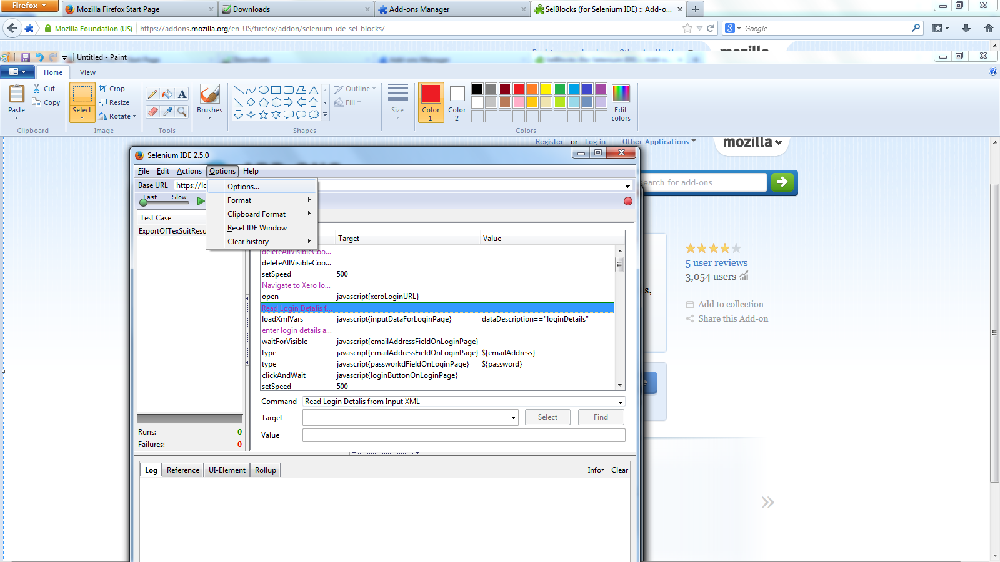 Firefox
Mozilla Firefox Start Page
Downloads
Add-ons Manager
SelBlocks (for Selenium IDE) :: Add-o...
Mozilla Foundation (US)
https://addons.mozilla.org/en-US/firefox/addon/selenium-ide-sel-blocks/
Google
Untitled - Paint
Home
View
Paste
Cut
Copy
Clipboard
Select
Crop
Resize
Rotate
Image
Tools
Brushes
Shapes
Outline
Fill
Size
Color 1
Color 2
Edit colors
Colors
Register or Log in
Other Applications
mozilla
search for add-ons
5 user reviews
3,054 users
Add to collection
Share this Add-on
»
Selenium IDE 2.5.0
File Edit Actions Options Help
Base URL https://lo
Fast Slow
Options...
Format
Clipboard Format
Reset IDE Window
Clear history
Test Case
ExportOfTexSuitResu
Target Value
deleteAllVisibleCoo...
deleteAllVisibleCoo...
setSpeed 500
Navigate to Xero lo...
open javascript{xeroLoginURL}
Read Login Detalis f...
loadXmlVars javascript{inputDataForLoginPage} dataDescription=="loginDetails"
enter login details a...
waitForVisible javascript{emailAddressFieldOnLoginPage}
type javascript{emailAddressFieldOnLoginPage} ${emailAddress}
type javascript{passworkdFieldOnLoginPage} ${password}
clickAndWait javascript{loginButtonOnLoginPage}
setSpeed 500
Command Read Login Detalis from Input XML
Target Select Find
Value
Runs: 0
Failures: 0
Log Reference UI-Element Rollup Info Clear